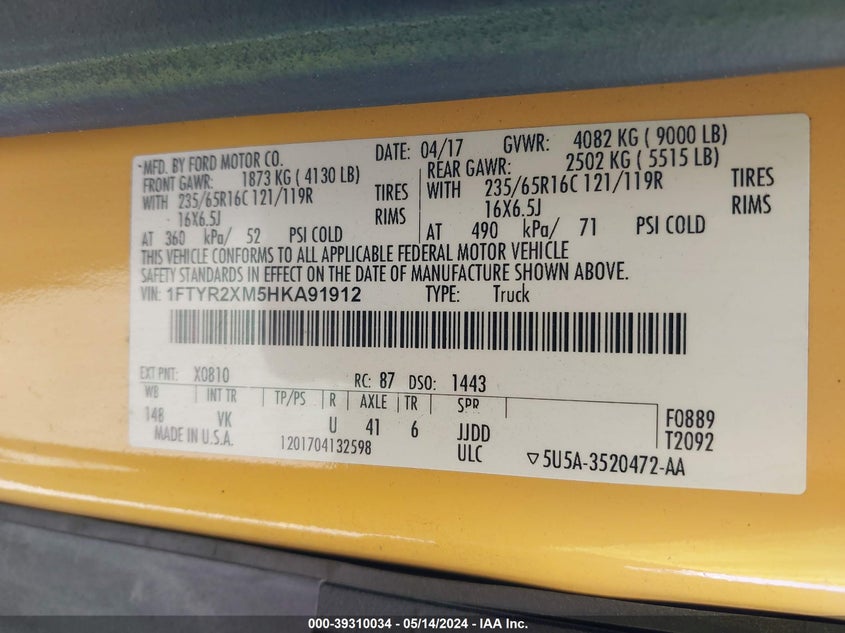 MFD. BY FORD MOTOR CO. DATE: 04/17 GVWR: 4082 KG ( 9000 LB)
FRONT GAWR: 1873 KG ( 4130 LB) REAR GAWR: 2502 KG ( 5515 LB)
WITH 235/65R16C 121/119R TIRES WITH 235/65R16C 121/119R TIRES
16X6.5J RIMS 16X6.5J RIMS
AT 360 kPa/ 52 PSI COLD AT 490 kPa/ 71 PSI COLD
THIS VEHICLE CONFORMS TO ALL APPLICABLE FEDERAL MOTOR VEHICLE
SAFETY STANDARDS IN EFFECT ON THE DATE OF MANUFACTURE SHOWN ABOVE.
VIN: 1FTYR2XM5HKA91912 TYPE: Truck
EXT PNT: X0810 RC: 87 DSO: 1443
WB INT TR TP/PS R AXLE TR SPR
148 VK U 41 6 JJDD F0889
MADE IN U.S.A. 1201704132598 ULC ▽5U5A-3520472-AA T2092
000-39310034 - 05/14/2024 - IAA Inc.